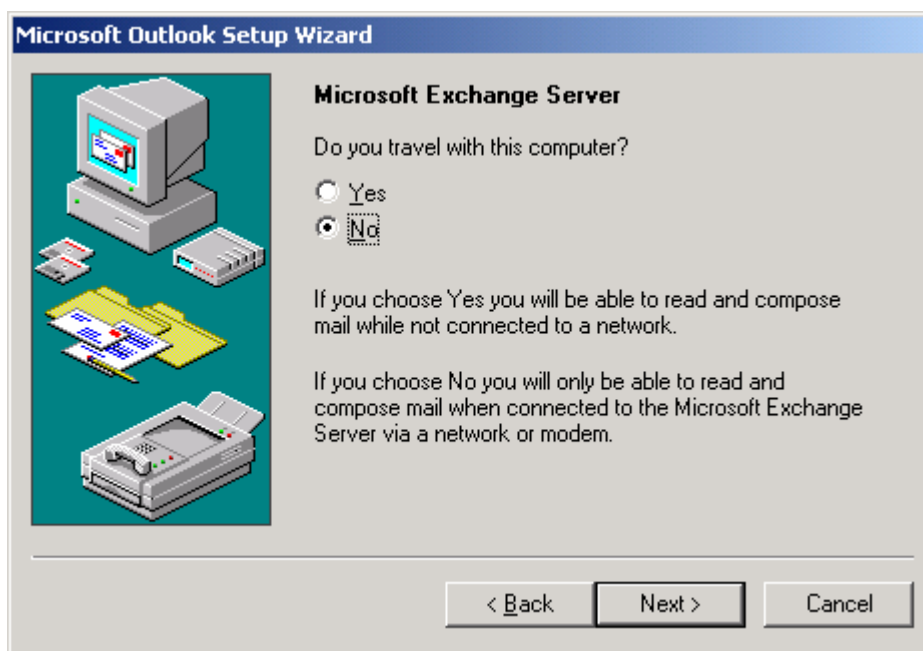 Microsoft Outlook Setup Wizard
Microsoft Exchange Server
Do you travel with this computer?
Yes
No
If you choose Yes you will be able to read and compose
mail while not connected to a network.
If you choose No you will only be able to read and
compose mail when connected to the Microsoft Exchange
Server via a network or modem.
< Back
Next >
Cancel